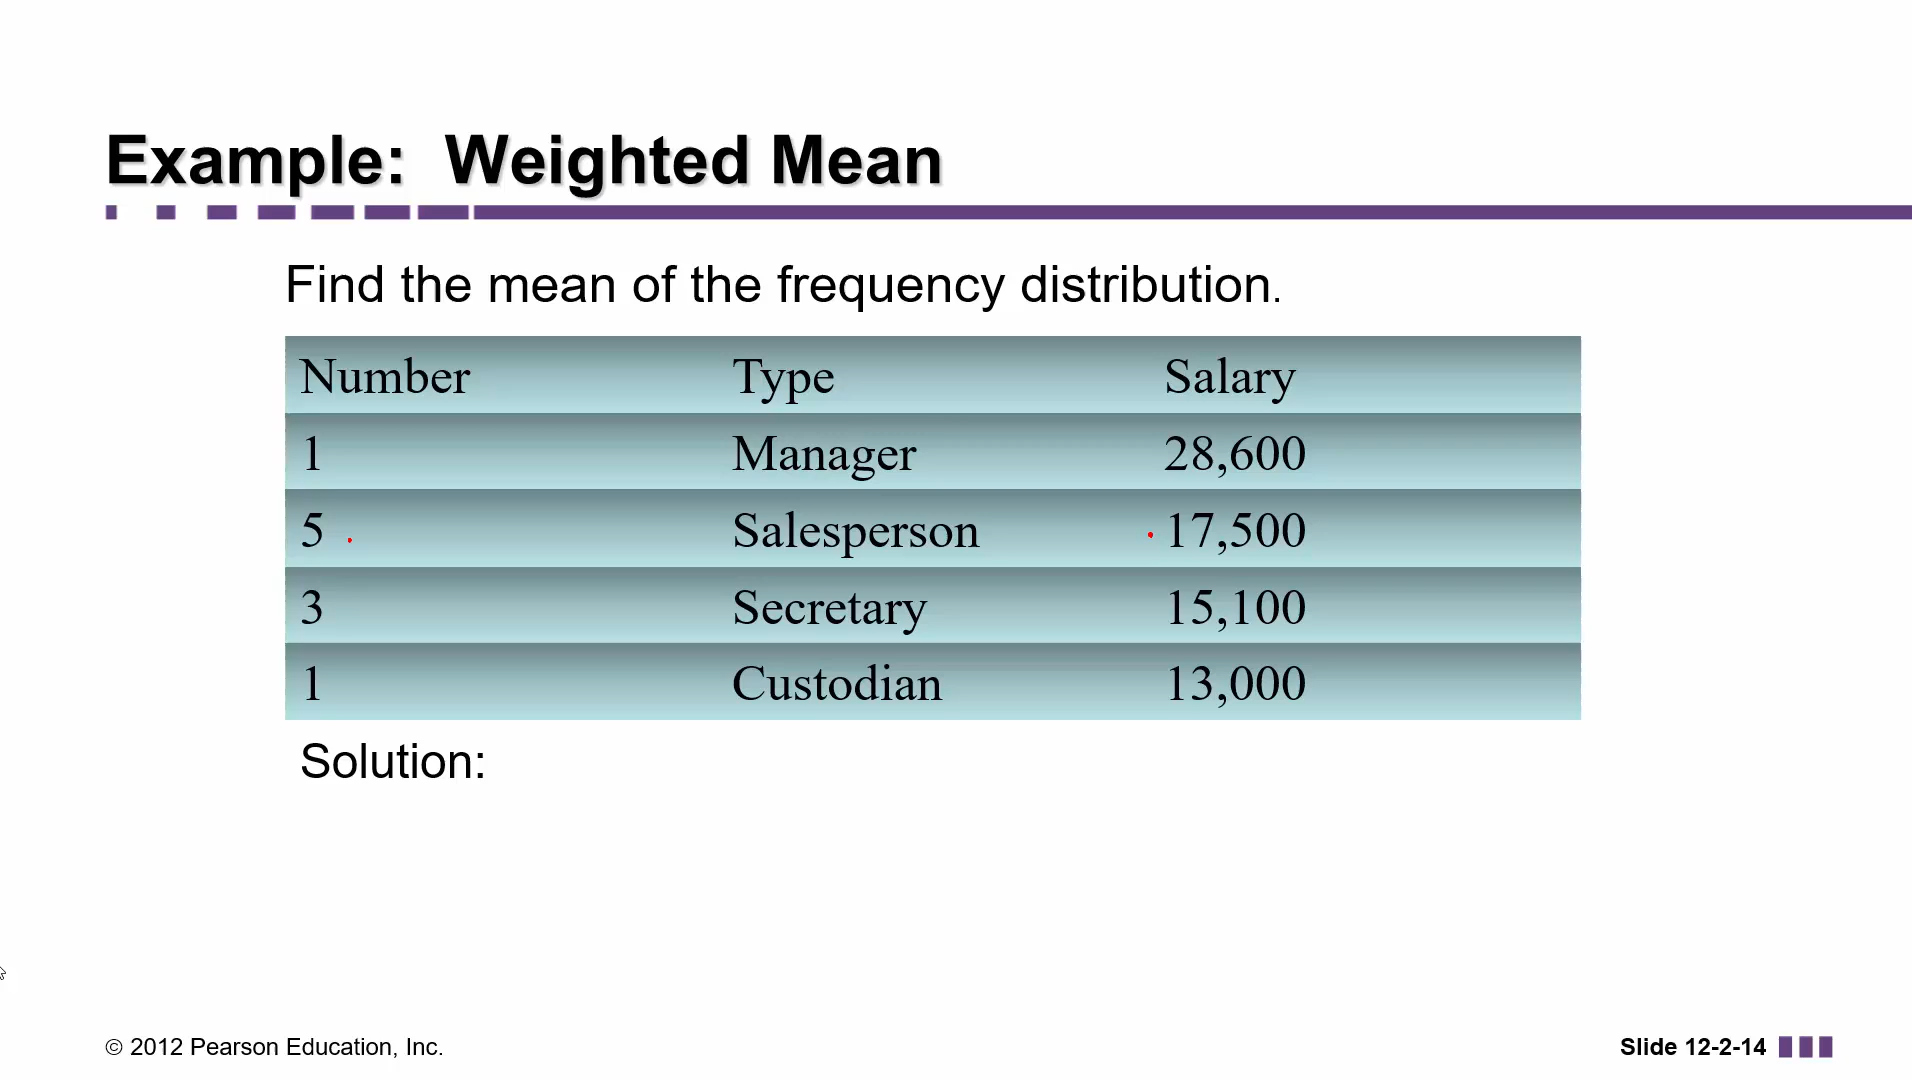 Example: Weighted Mean
Find the mean of the frequency distribution.
Number Type Salary
1 Manager 28,600
5 Salesperson 17,500
3 Secretary 15,100
1 Custodian 13,000
Solution:
© 2012 Pearson Education, Inc.
Slide 12-2-14